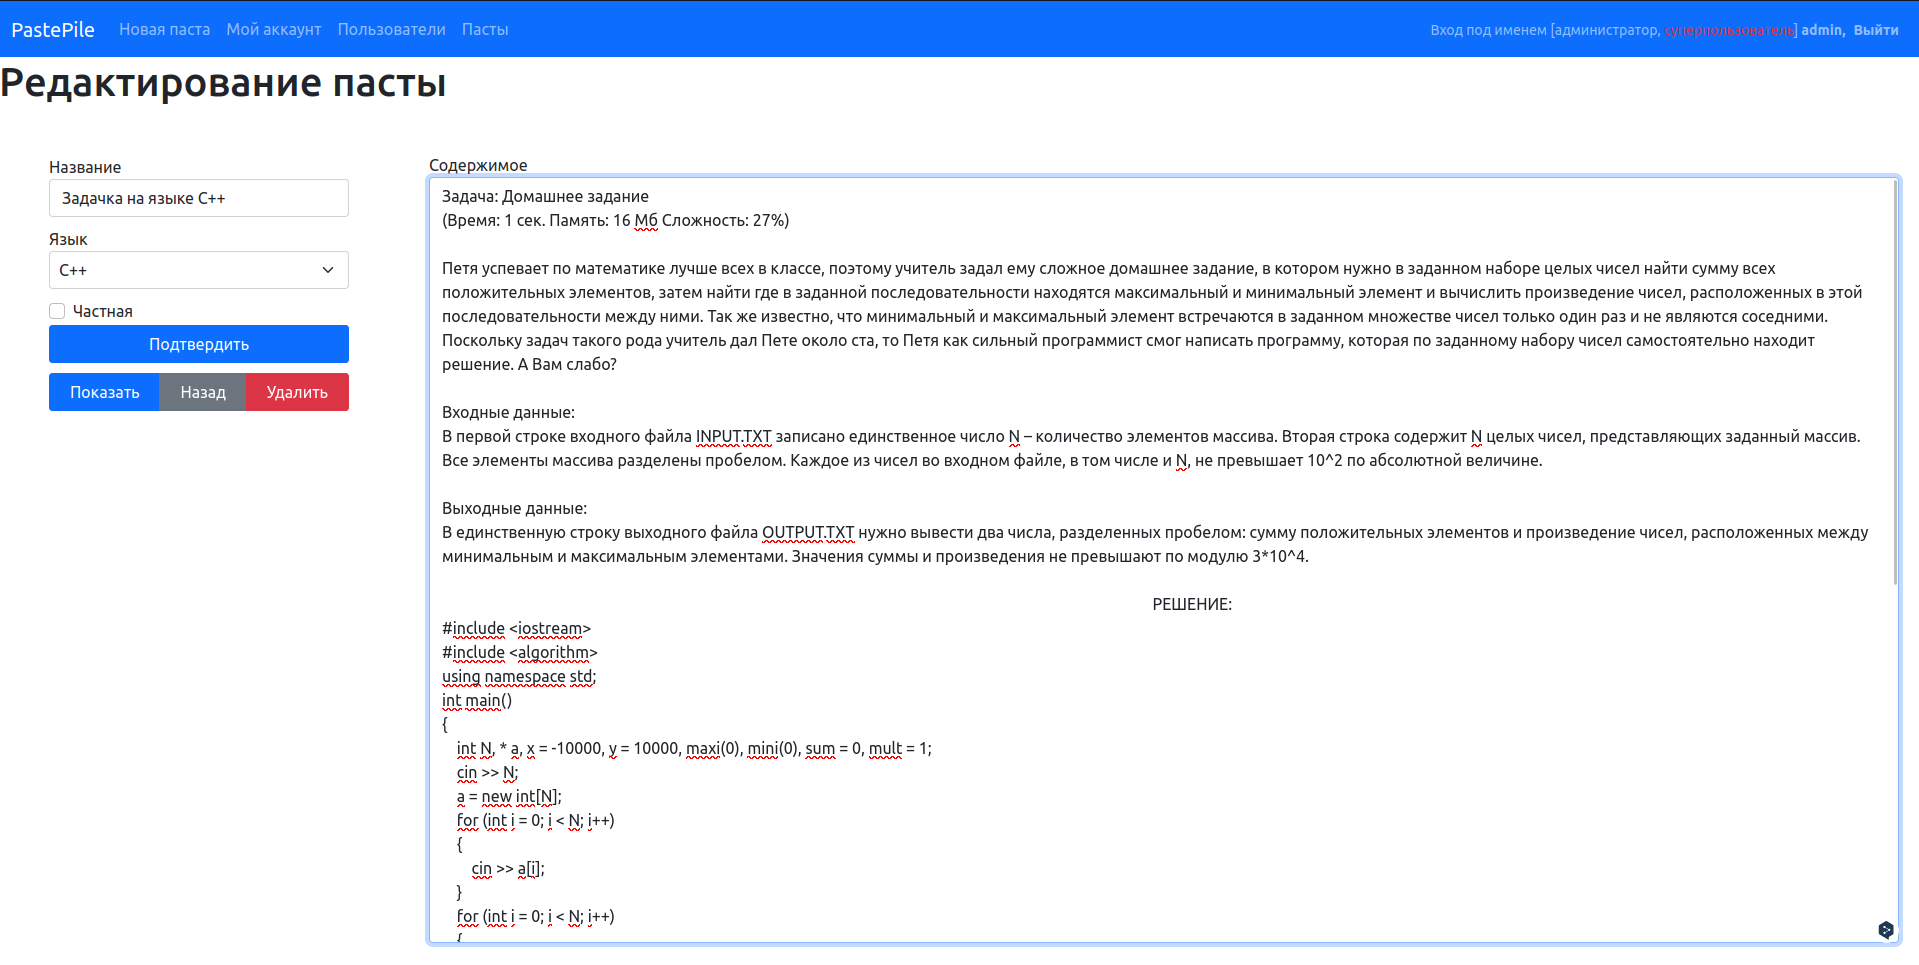 PastePile Новая паста Мой аккаунт Пользователи Пасты Вход под именем [администратор, суперпользователь] admin, Выйти
Редактирование пасты
Название
Задачка на языке C++
Язык
C++
Частная
Подтвердить
Показать Назад Удалить
Содержимое
Задача: Домашнее задание
(Время: 1 сек. Память: 16 Мб Сложность: 27%)
Петя успевает по математике лучше всех в классе, поэтому учитель задал ему сложное домашнее задание, в котором нужно в заданном наборе целых чисел найти сумму всех
положительных элементов, затем найти где в заданной последовательности находятся максимальный и минимальный элемент и вычислить произведение чисел, расположенных в этой
последовательности между ними. Так же известно, что минимальный и максимальный элемент встречаются в заданном множестве чисел только один раз и не являются соседними.
Поскольку задач такого рода учитель дал Пете около ста, то Петя как сильный программист смог написать программу, которая по заданному набору чисел самостоятельно находит
решение. А Вам слабо?
Входные данные:
В первой строке входного файла INPUT.TXT записано единственное число N – количество элементов массива. Вторая строка содержит N целых чисел, представляющих заданный массив.
Все элементы массива разделены пробелом. Каждое из чисел во входном файле, в том числе и N, не превышает 10^2 по абсолютной величине.
Выходные данные:
В единственную строку выходного файла OUTPUT.TXT нужно вывести два числа, разделенных пробелом: сумму положительных элементов и произведение чисел, расположенных между
минимальным и максимальным элементами. Значения суммы и произведения не превышают по модулю 3*10^4.
РЕШЕНИЕ:
#include <iostream>
#include <algorithm>
using namespace std;
int main()
{
int N, * a, x = -10000, y = 10000, maxi(0), mini(0), sum = 0, mult = 1;
cin >> N;
a = new int[N];
for (int i = 0; i < N; i++)
{
cin >> a[i];
}
for (int i = 0; i < N; i++)
{